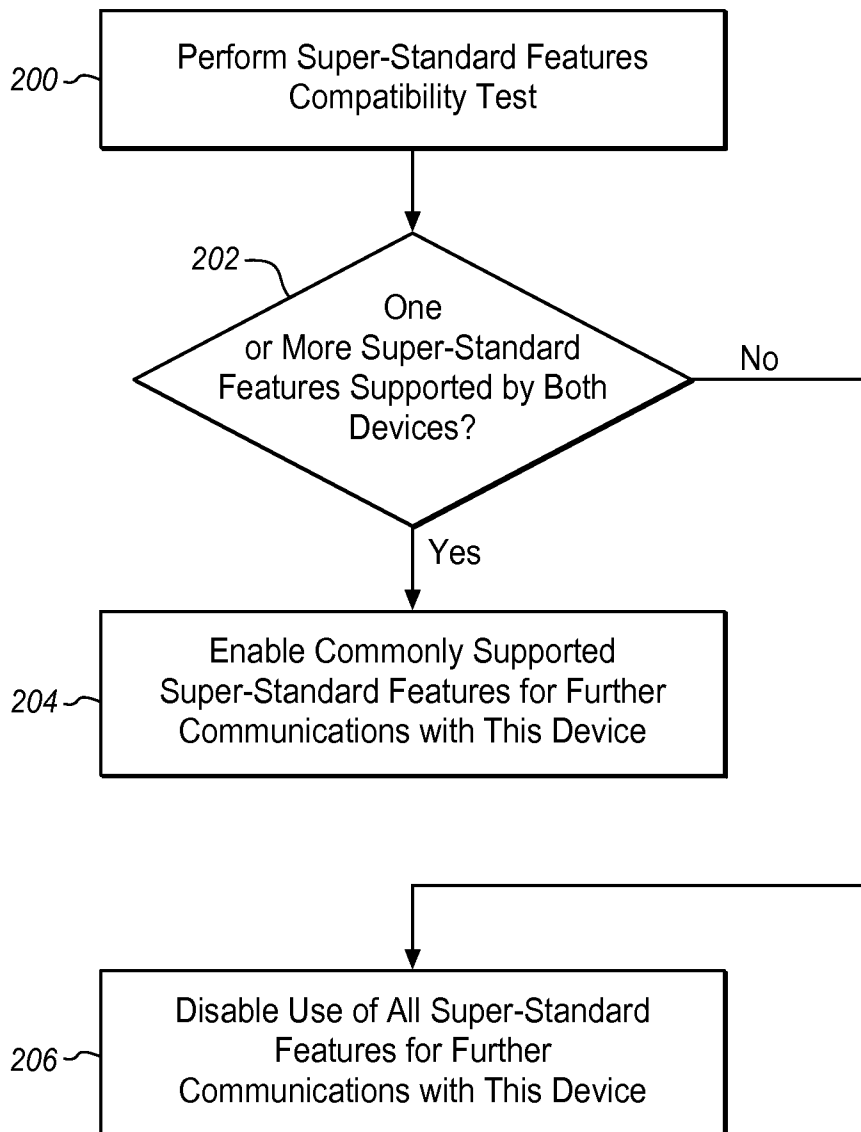 200
Perform Super-Standard Features
Compatibility Test
202
One
or More Super-Standard
Features Supported by Both
Devices?
No
Yes
204
Enable Commonly Supported
Super-Standard Features for Further
Communications with This Device
206
Disable Use of All Super-Standard
Features for Further
Communications with This Device